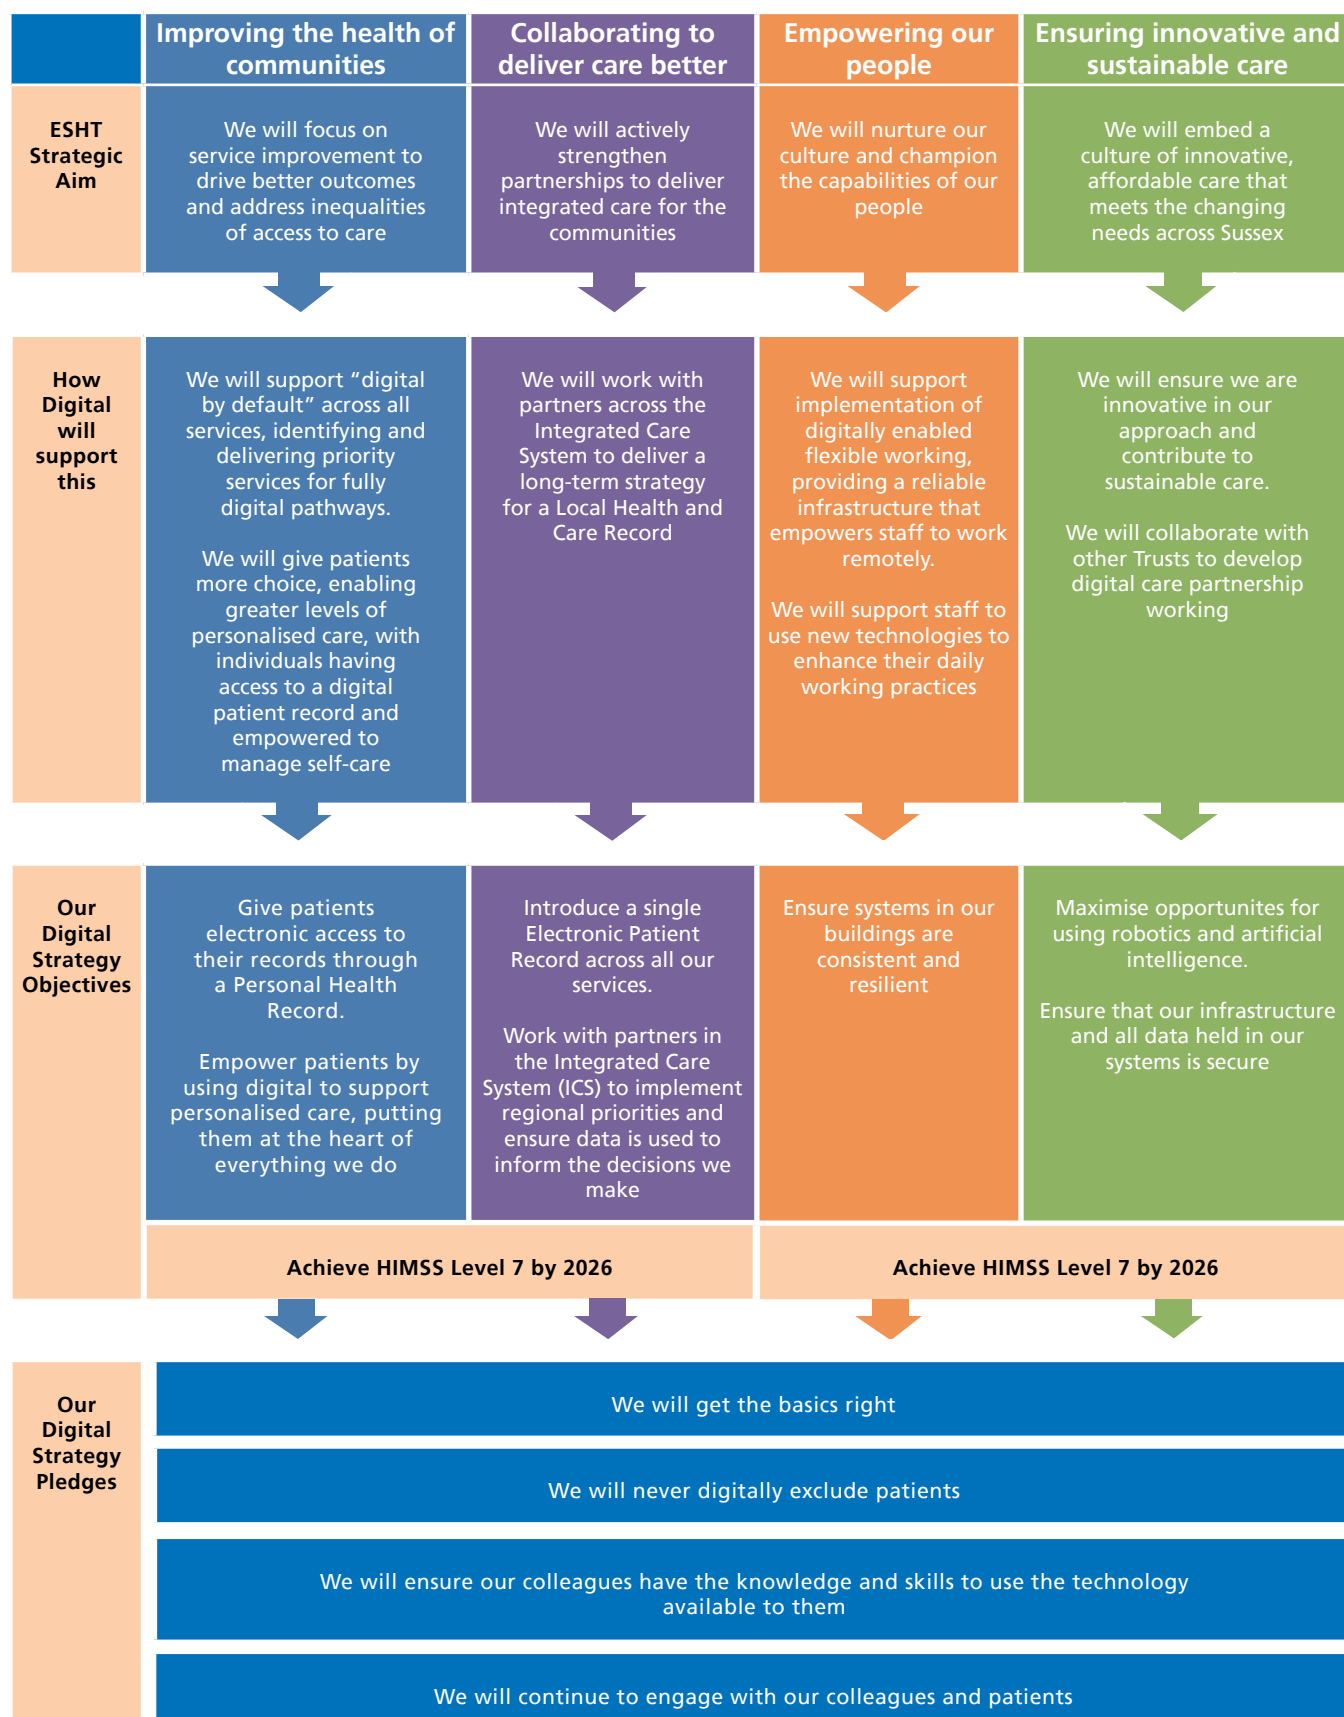 Improving the health of
communities
Collaborating to
deliver care better
Empowering our
people
Ensuring innovative and
sustainable care
ESHT
Strategic
Aim
We will focus on
service improvement to
drive better outcomes
and address inequalities
of access to care
We will actively
strengthen
partnerships to deliver
integrated care for the
communities
We will nurture our
culture and champion
the capabilities of our
people
We will embed a
culture of innovative,
affordable care that
meets the changing
needs across Sussex
How
Digital
will
support
this
We will support “digital
by default” across all
services, identifying and
delivering priority
services for fully
digital pathways.
We will give patients
more choice, enabling
greater levels of
personalised care, with
individuals having
access to a digital
patient record and
empowered to
manage self-care
We will work with
partners across the
Integrated Care
System to deliver a
long-term strategy
for a Local Health and
Care Record
We will support
implementation of
digitally enabled
flexible working,
providing a reliable
infrastructure that
empowers staff to work
remotely.
We will support staff to
use new technologies to
enhance their daily
working practices
We will ensure we are
innovative in our
approach and
contribute to
sustainable care.
We will collaborate with
other Trusts to develop
digital care partnership
working
Our
Digital
Strategy
Objectives
Give patients
electronic access to
their records through
a Personal Health
Record.
Empower patients by
using digital to support
personalised care, putting
them at the heart of
everything we do
Introduce a single
Electronic Patient
Record across all our
services.
Work with partners in
the Integrated Care
System (ICS) to implement
regional priorities and
ensure data is used to
inform the decisions we
make
Ensure systems in our
buildings are
consistent and
resilient
Maximise opportunites for
using robotics and artificial
intelligence.
Ensure that our infrastructure
and all data held in our
systems is secure
Achieve HIMSS Level 7 by 2026
Achieve HIMSS Level 7 by 2026
Our
Digital
Strategy
Pledges
We will get the basics right
We will never digitally exclude patients
We will ensure our colleagues have the knowledge and skills to use the technology
available to them
We will continue to engage with our colleagues and patients